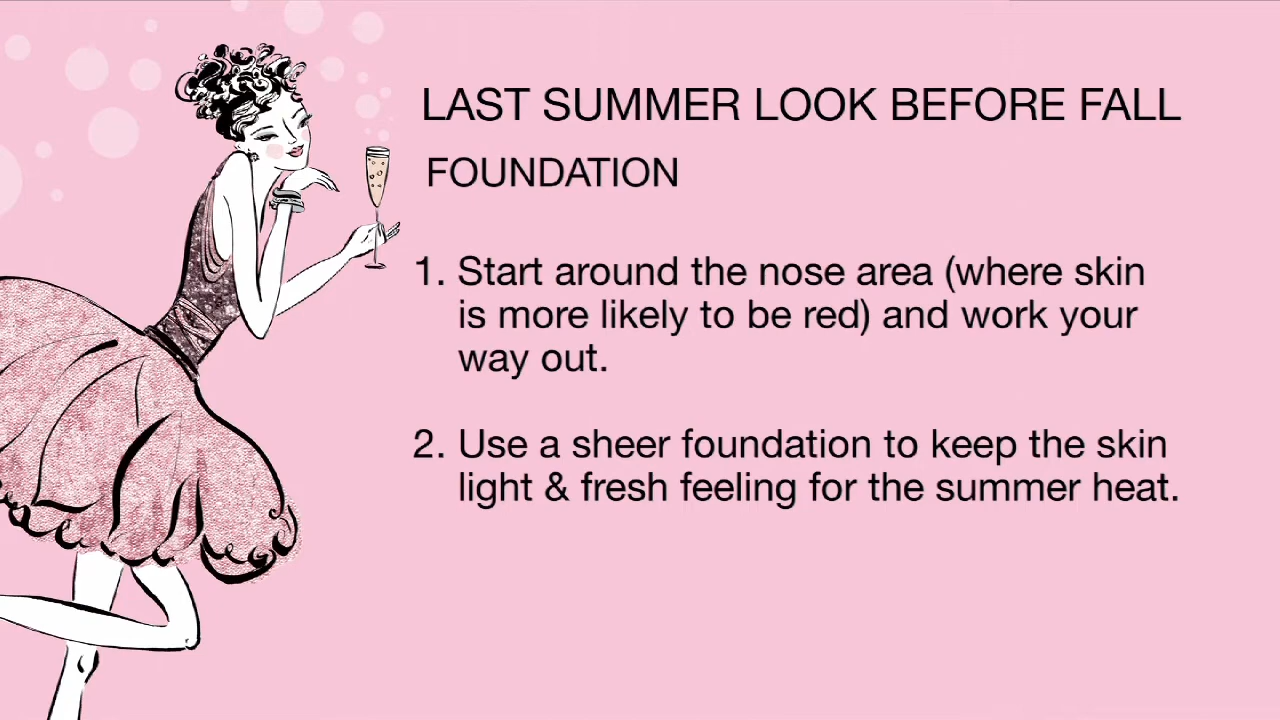 LAST SUMMER LOOK BEFORE FALL
FOUNDATION
1. Start around the nose area (where skin
is more likely to be red) and work your
way out.
2. Use a sheer foundation to keep the skin
light & fresh feeling for the summer heat.